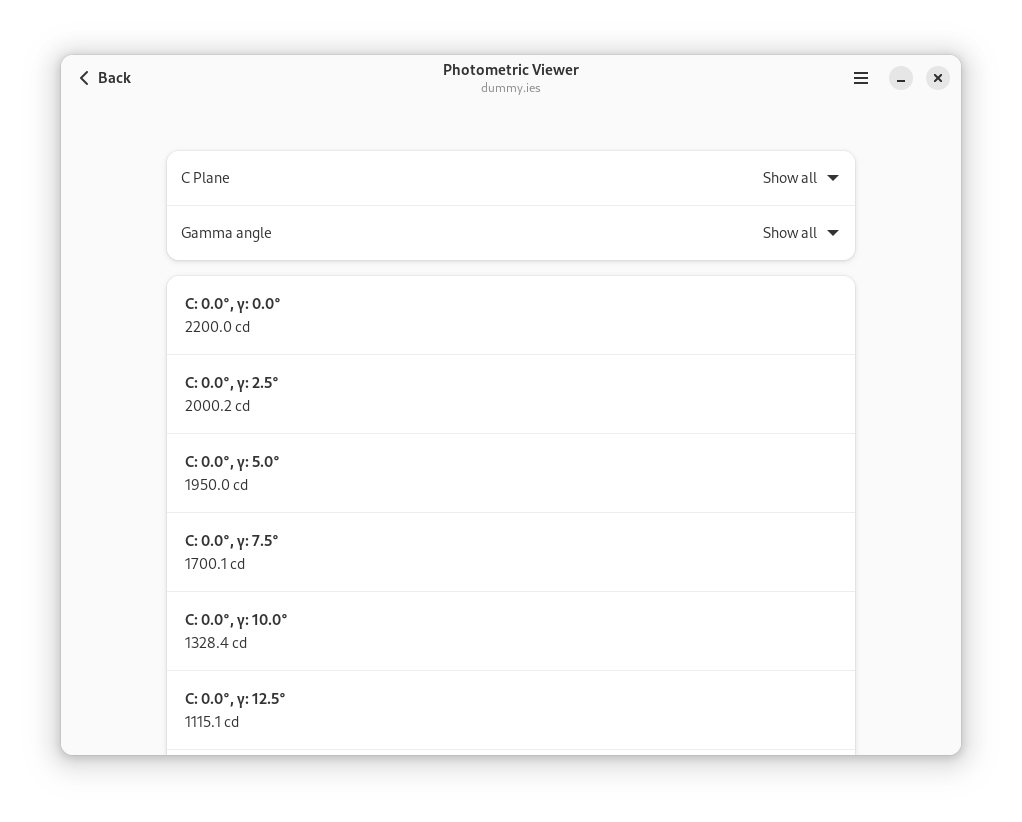 Back
Photometric Viewer
dummy.ies
C Plane Show all
Gamma angle Show all
C: 0.0°, γ: 0.0°
2200.0 cd
C: 0.0°, γ: 2.5°
2000.2 cd
C: 0.0°, γ: 5.0°
1950.0 cd
C: 0.0°, γ: 7.5°
1700.1 cd
C: 0.0°, γ: 10.0°
1328.4 cd
C: 0.0°, γ: 12.5°
1115.1 cd